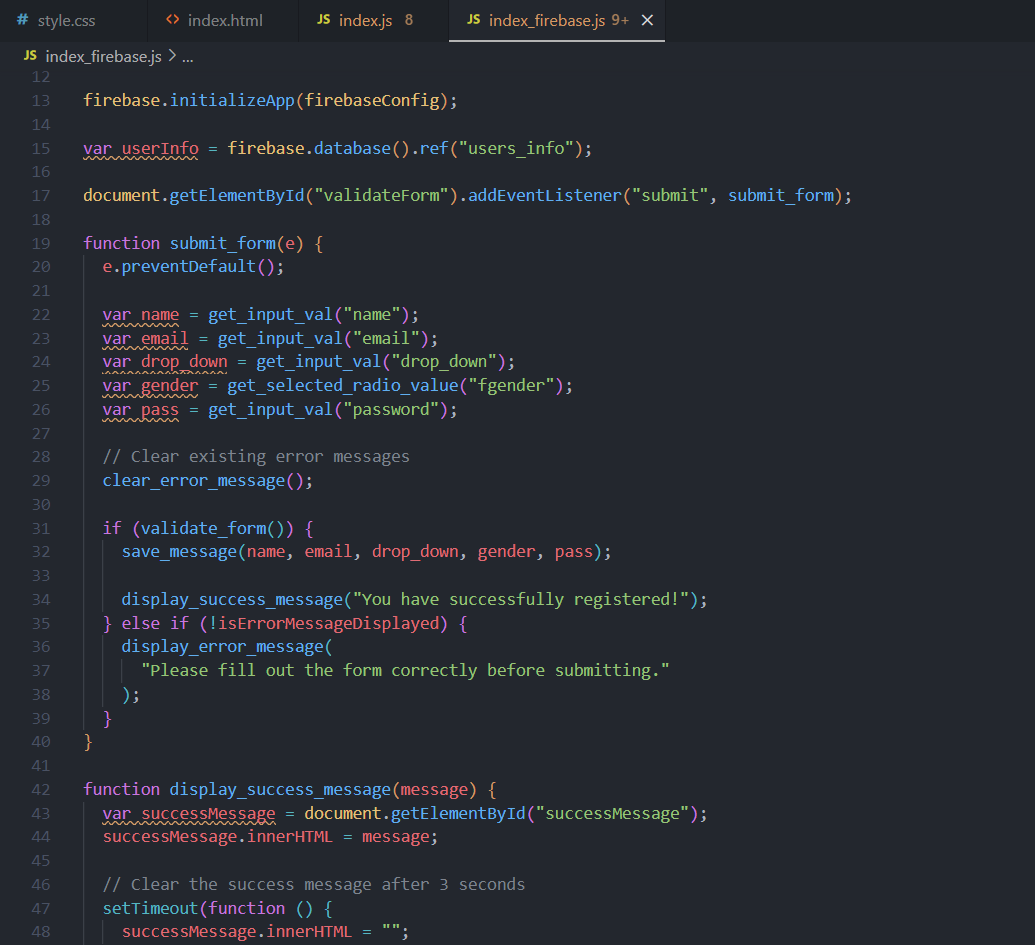 # style.css <> index.html JS index.js 8 JS index_firebase.js 9+ ×
JS index_firebase.js > ...
12
13 firebase.initializeApp(firebaseConfig);
14
15 var userInfo = firebase.database().ref("users_info");
16
17 document.getElementById("validateForm").addEventListener("submit", submit_form);
18
19 function submit_form(e) {
20   e.preventDefault();
21
22   var name = get_input_val("name");
23   var email = get_input_val("email");
24   var drop_down = get_input_val("drop_down");
25   var gender = get_selected_radio_value("fgender");
26   var pass = get_input_val("password");
27
28   // Clear existing error messages
29   clear_error_message();
30
31   if (validate_form()) {
32     save_message(name, email, drop_down, gender, pass);
33
34     display_success_message("You have successfully registered!");
35   } else if (!isErrorMessageDisplayed) {
36     display_error_message(
37       "Please fill out the form correctly before submitting."
38     );
39   }
40 }
41
42 function display_success_message(message) {
43   var successMessage = document.getElementById("successMessage");
44   successMessage.innerHTML = message;
45
46   // Clear the success message after 3 seconds
47   setTimeout(function () {
48     successMessage.innerHTML = "";